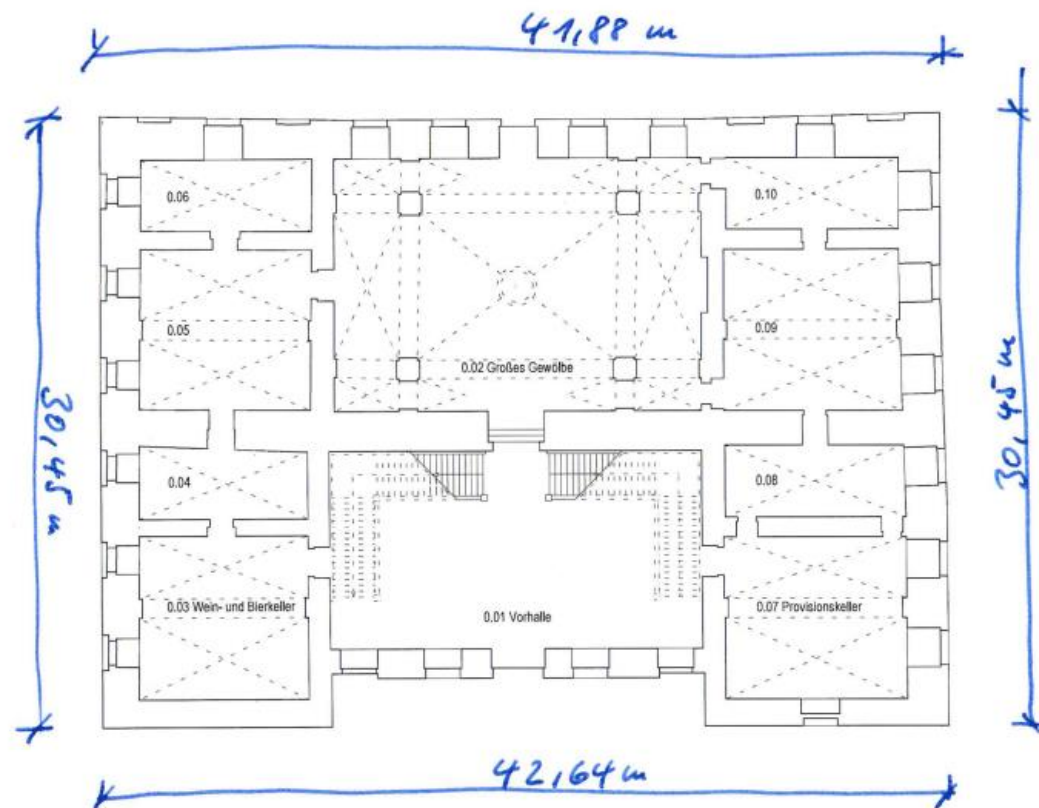 41,88 m
0.06
0.10
0.05
0.09
0.02 Großes Gewölbe
30,45 m
30,45 m
0.04
0.08
0.03 Wein- und Bierkeller
0.01 Vorhalle
0.07 Provisionskeller
42,64 m